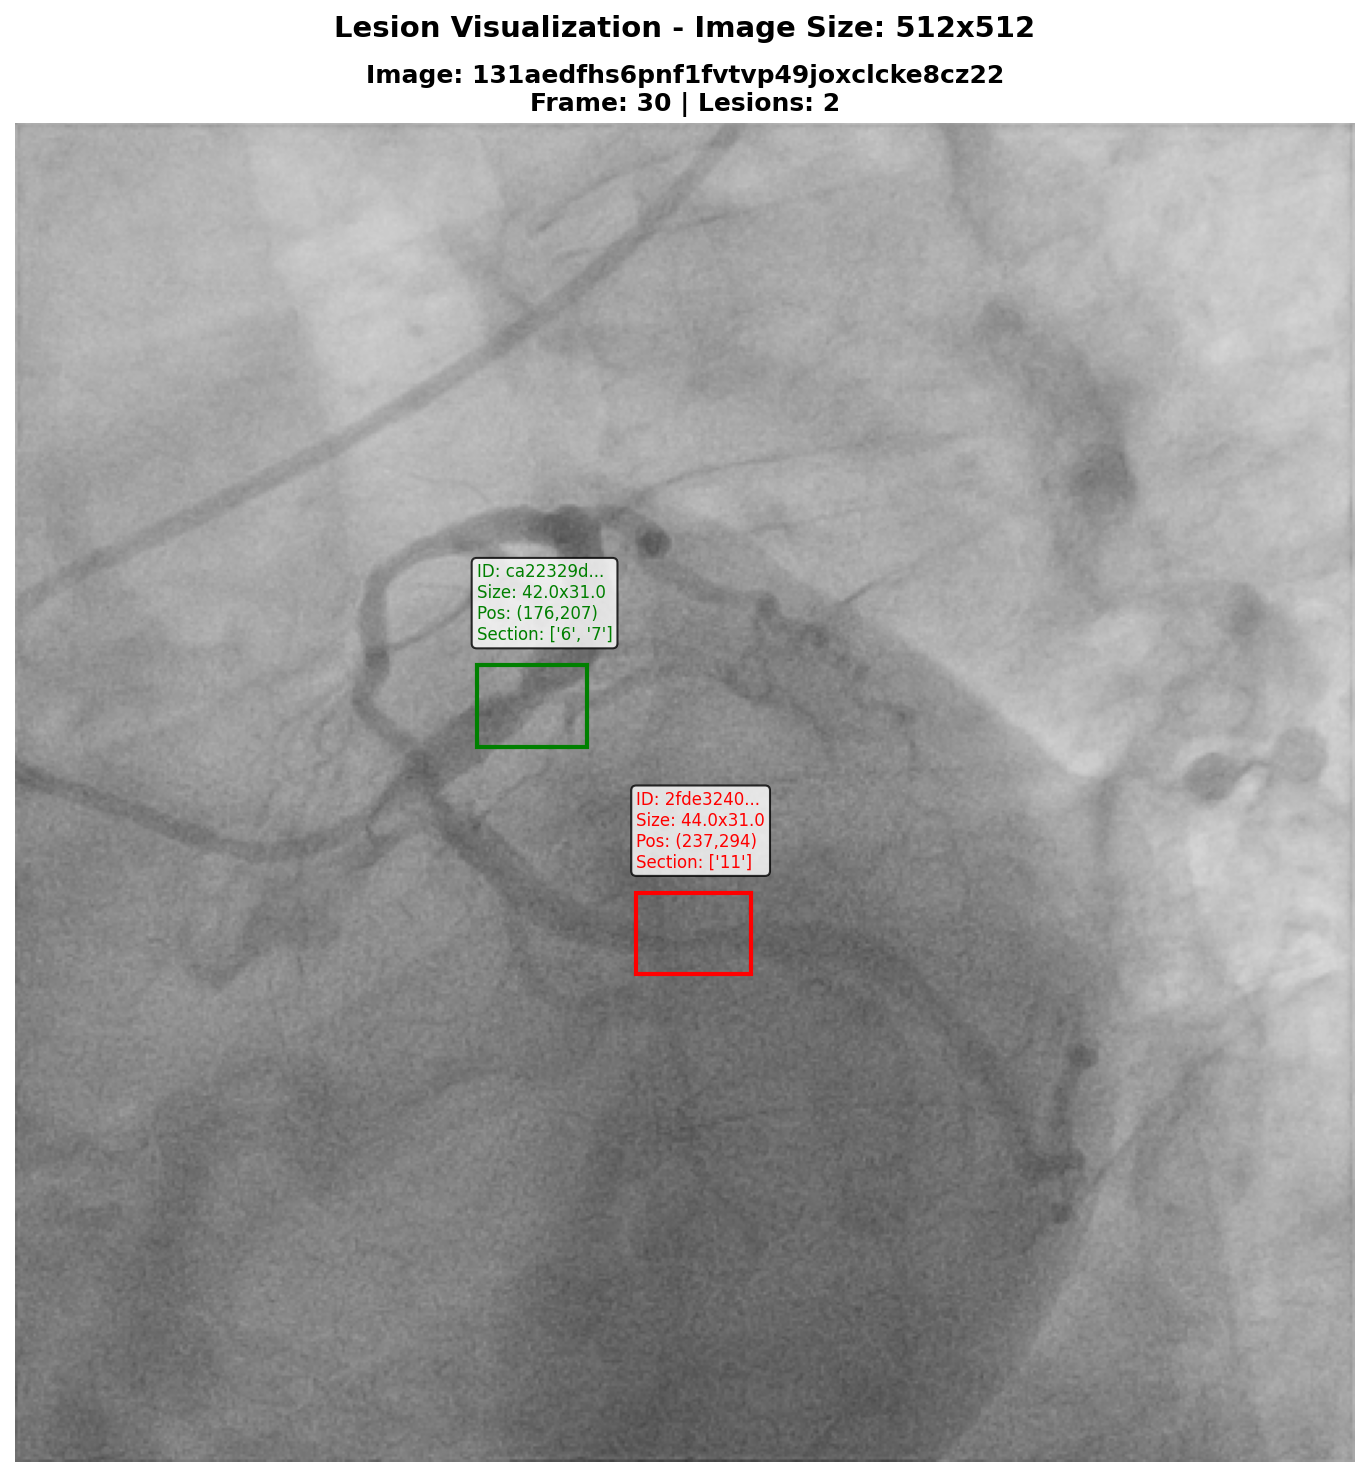 Lesion Visualization - Image Size: 512x512
Image: 131aedfhs6pnf1fvtvp49joxclcke8cz22
Frame: 30 | Lesions: 2
ID: ca22329d...
Size: 42.0x31.0
Pos: (176,207)
Section: ['6', '7']
ID: 2fde3240...
Size: 44.0x31.0
Pos: (237,294)
Section: ['11']